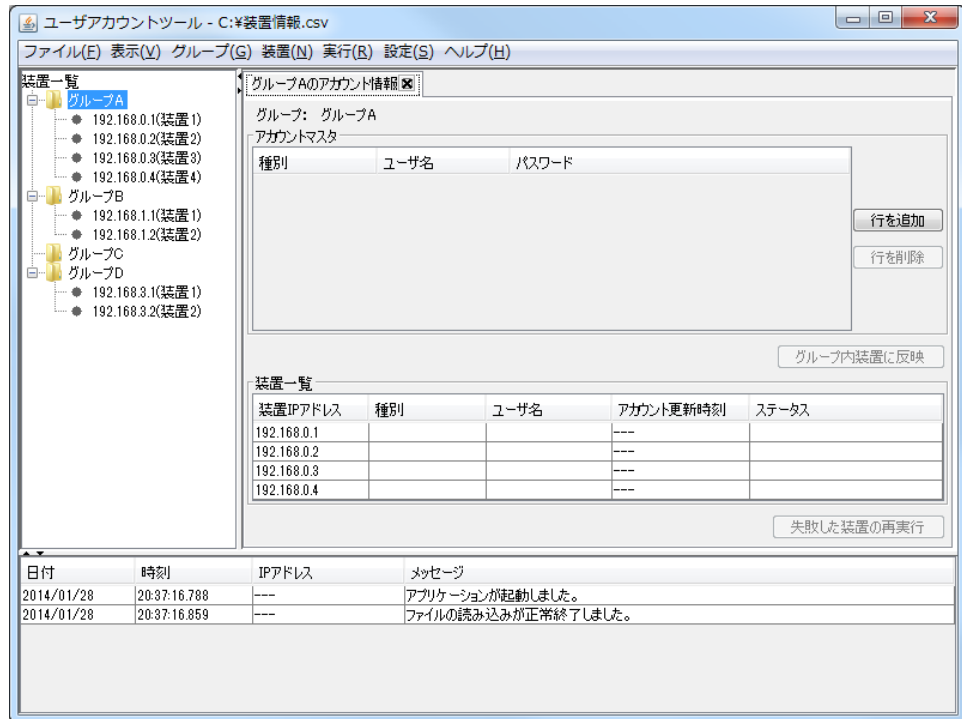 ユーザアカウントツール - C:¥装置情報.csv
ファイル(F) 表示(V) グループ(G) 装置(N) 実行(R) 設定(S) ヘルプ(H)
装置一覧
グループA
192.168.0.1(装置1)
192.168.0.2(装置2)
192.168.0.3(装置3)
192.168.0.4(装置4)
グループB
192.168.1.1(装置1)
192.168.1.2(装置2)
グループC
グループD
192.168.3.1(装置1)
192.168.3.2(装置2)
グループAのアカウント情報
グループ: グループA
アカウントマスタ
種別 ユーザ名 パスワード
行を追加
行を削除
グループ内装置に反映
装置一覧
装置IPアドレス 種別 ユーザ名 アカウント更新時刻 ステータス
192.168.0.1 ---
192.168.0.2 ---
192.168.0.3 ---
192.168.0.4 ---
失敗した装置の再実行
日付 時刻 IPアドレス メッセージ
2014/01/28 20:37:16.788 --- アプリケーションが起動しました。
2014/01/28 20:37:16.859 --- ファイルの読み込みが正常終了しました。